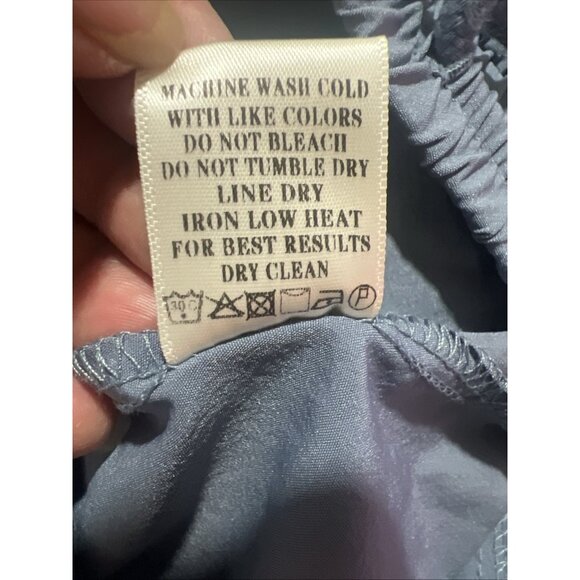 MACHINE WASH COLD
WITH LIKE COLORS
DO NOT BLEACH
DO NOT TUMBLE DRY
LINE DRY
IRON LOW HEAT
FOR BEST RESULTS
DRY CLEAN
30 C P